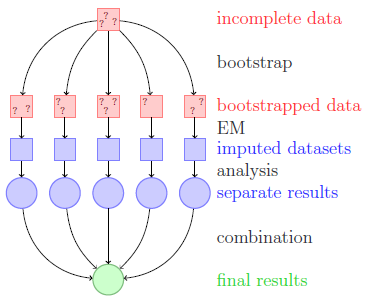 ? ? ? ?
incomplete data
bootstrap
? ?
? ?
? ? ? ?
? ?
? ?
bootstrapped data
EM
imputed datasets
analysis
separate results
combination
final results